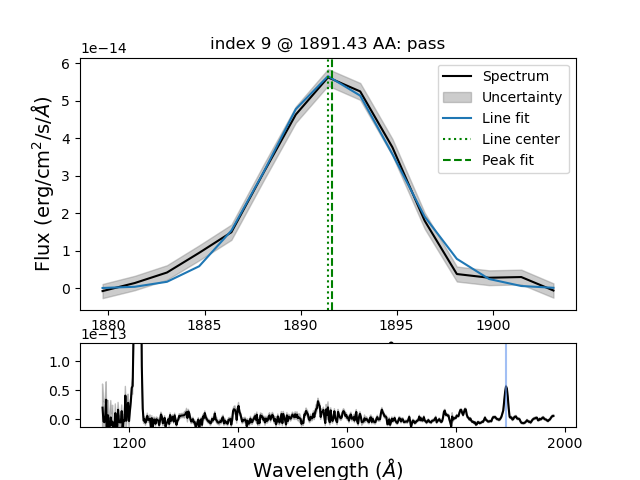 index 9 @ 1891.43 AA: pass
1e−14
Flux (erg/cm²/s/Å)
6
5
4
3
2
1
0
Spectrum
Uncertainty
Line fit
Line center
Peak fit
1880 1885 1890 1895 1900
1e−13
1.0
0.5
0.0
1200 1400 1600 1800 2000
Wavelength (Å)